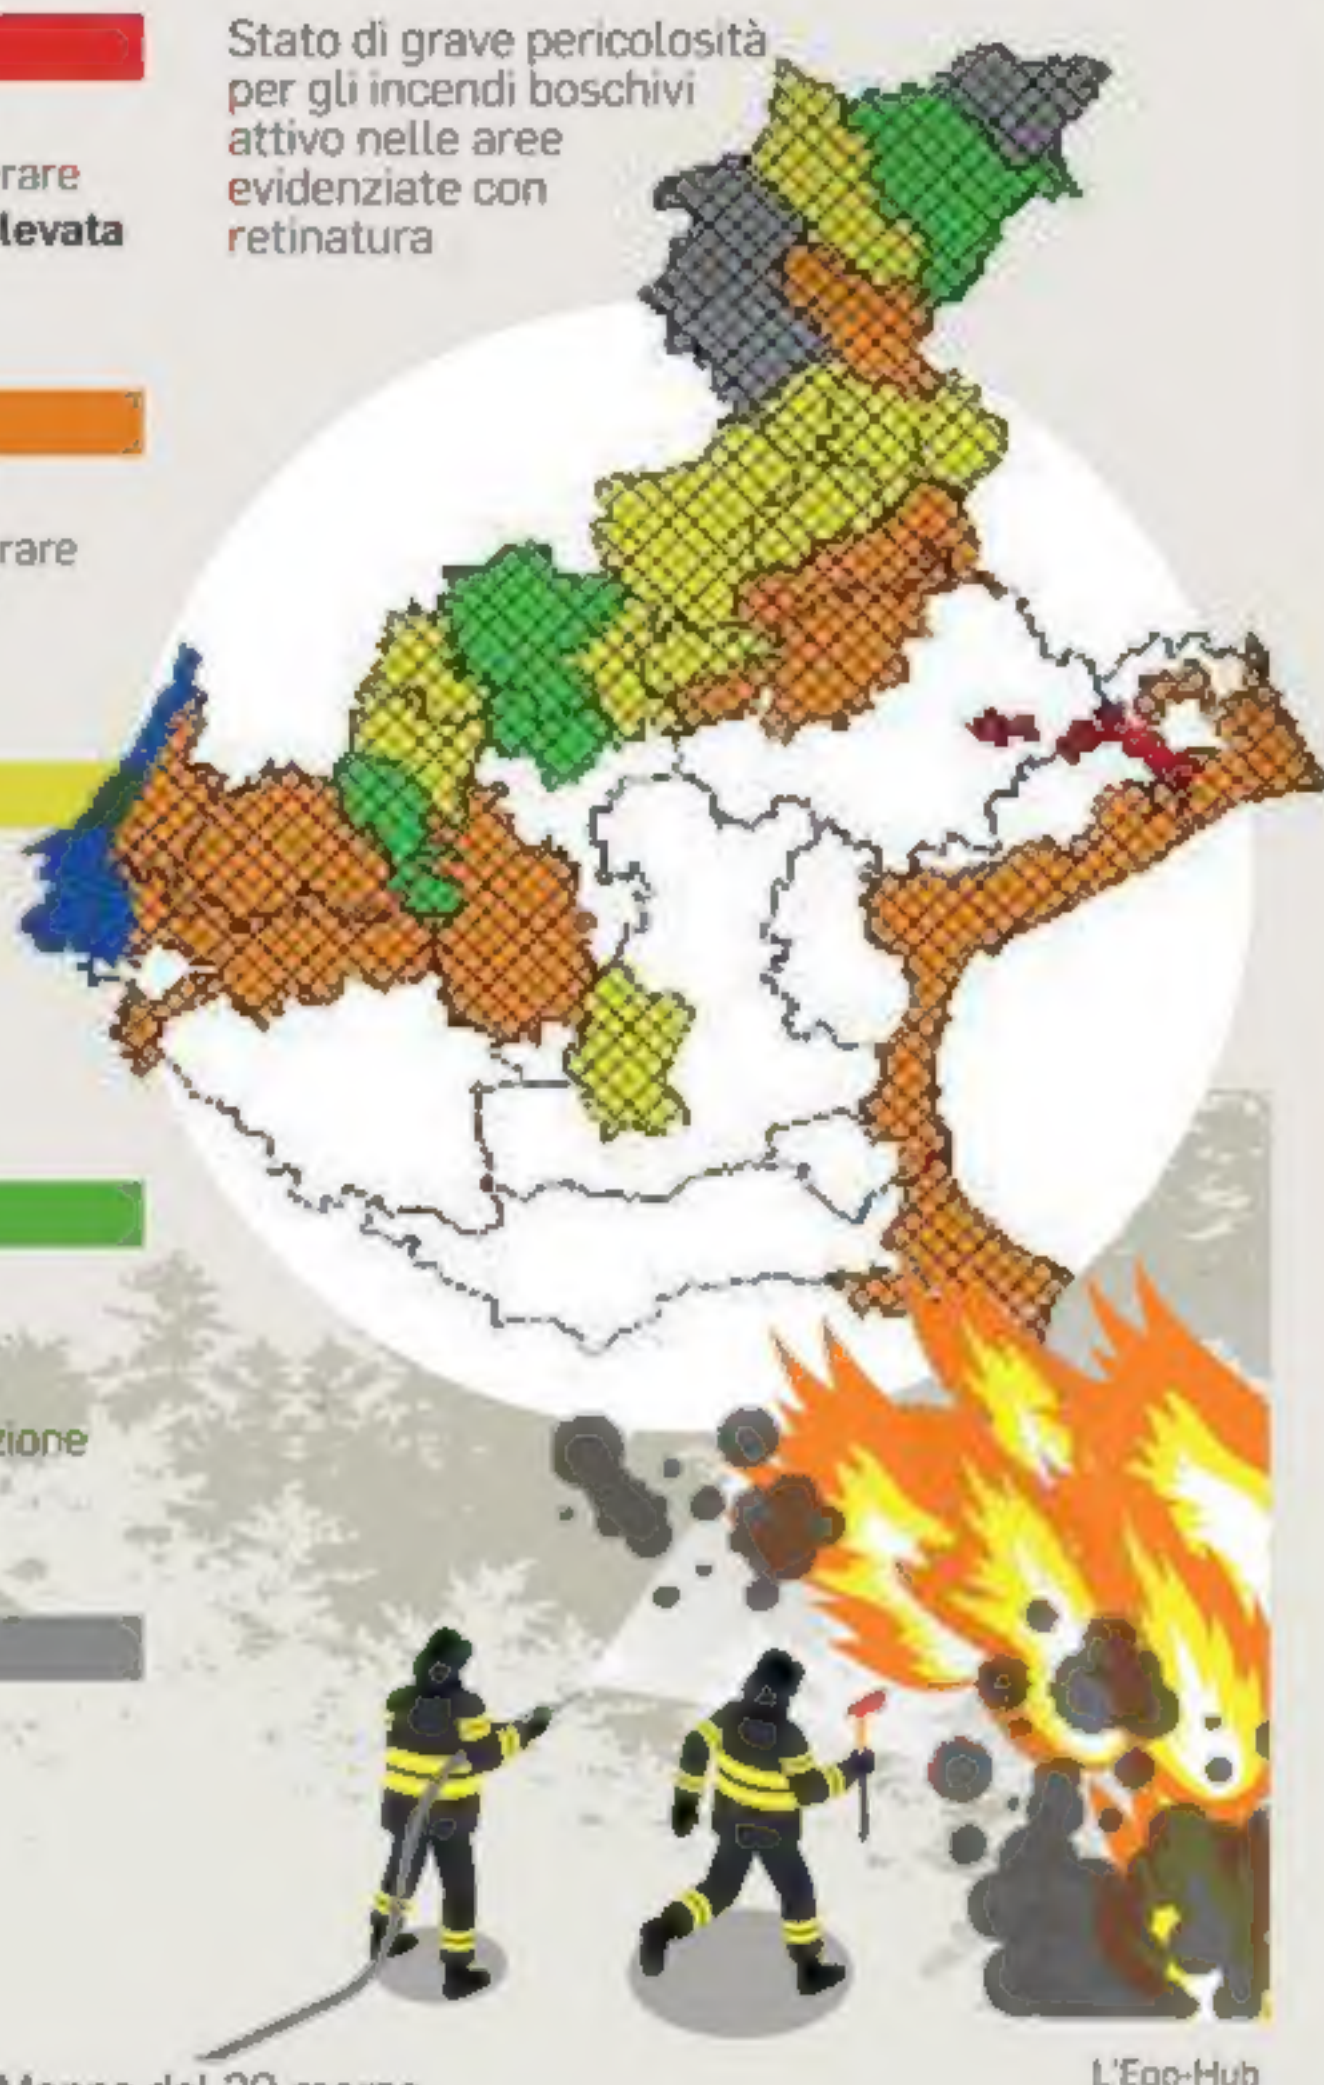 Stato di grave pericolosità
per gli incendi boschivi
attivo nelle aree
evidenziate con
retinatura
rare
levata
rare
zione
L'Ego-Hub